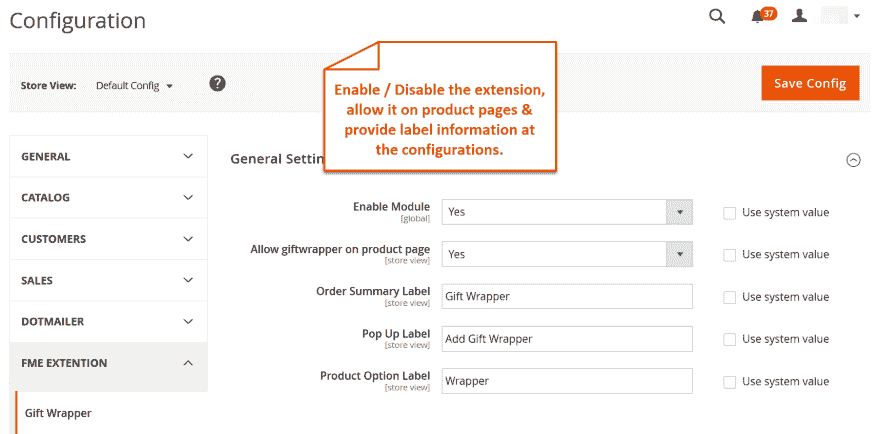 Configuration
37
Store View: Default Config ?
Save Config
Enable / Disable the extension,
allow it on product pages &
provide label information at
the configurations.
GENERAL
CATALOG
CUSTOMERS
SALES
DOTMAILER
FME EXTENTION
Gift Wrapper
General Settin
Enable Module
[global]
Yes
Use system value
Allow giftwrapper on product page
[store view]
Yes
Use system value
Order Summary Label
[store view]
Gift Wrapper
Use system value
Pop Up Label
[store view]
Add Gift Wrapper
Use system value
Product Option Label
[store view]
Wrapper
Use system value